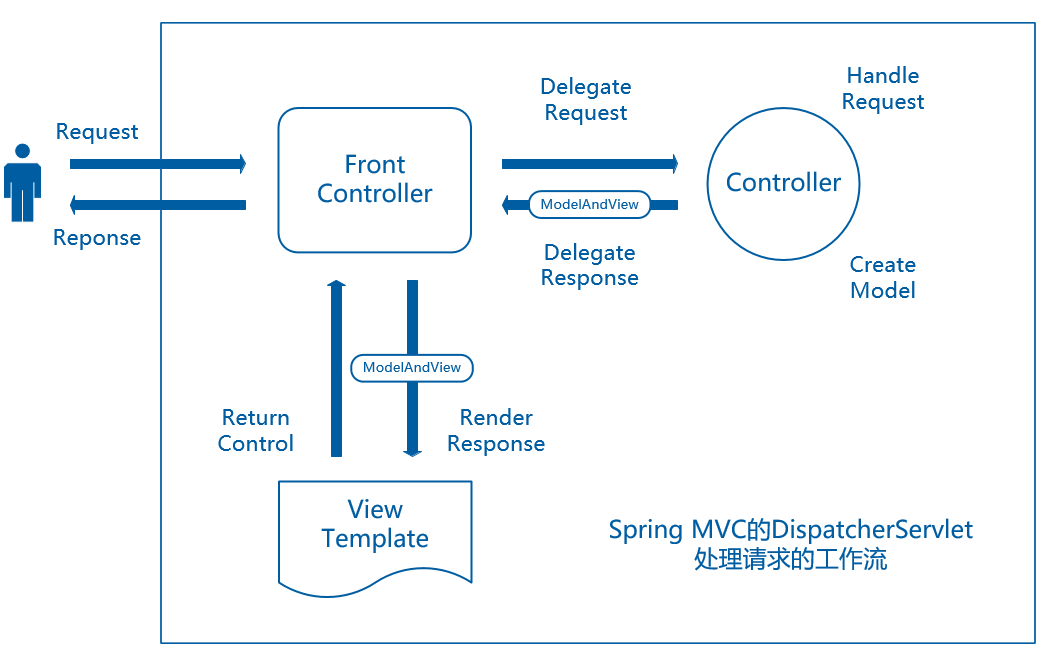 Request
Reponse
Front
Controller
Delegate
Request
ModelAndView
Delegate
Response
Handle
Request
Controller
Create
Model
Return
Control
ModelAndView
Render
Response
View
Template
Spring MVC的DispatcherServlet
处理请求的工作流